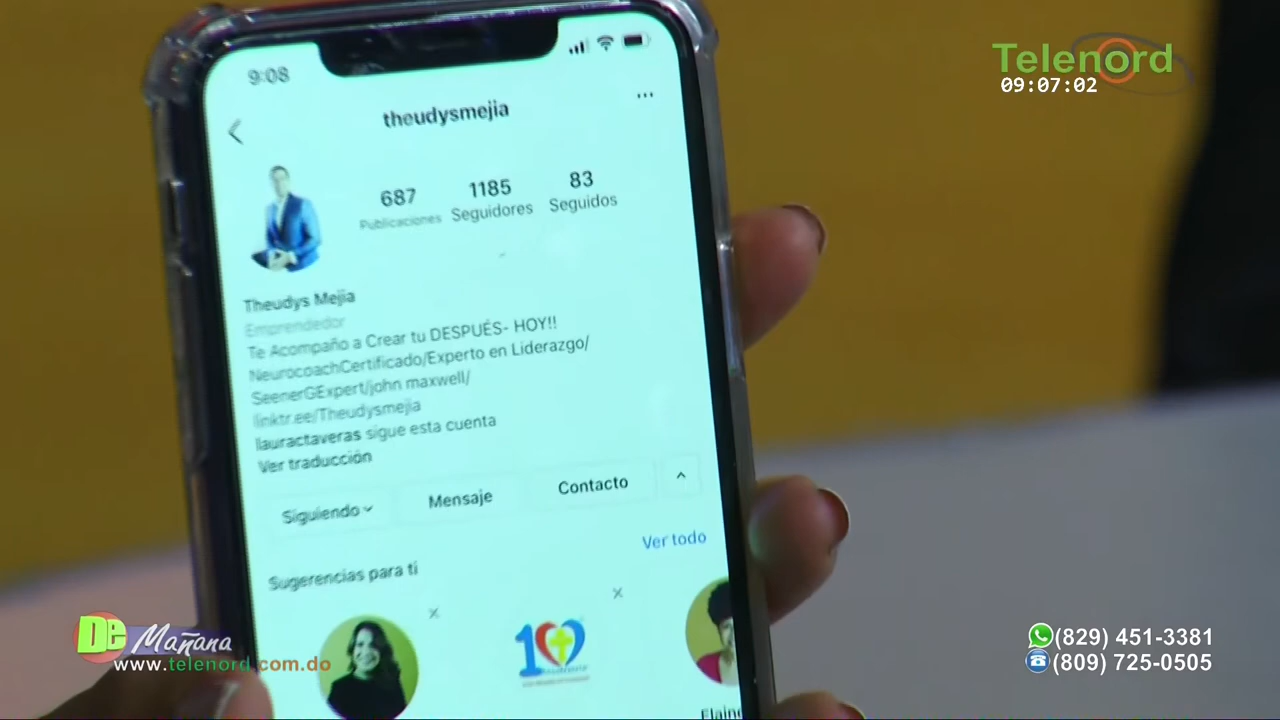 Telenord
09:07:02
9:08
theudysmejia
687
1185
83
Publicaciones
Seguidores
Seguidos
Theudys Mejia
Emprendedor
Te Acompaño a Crear tu DESPUÉS- HOY!!
NeurocoachCertificado/Experto en Liderazgo/
SeenerGExpert/john maxwell/
linktr.ee/Theudysmejia
llauractaveras sigue esta cuenta
Ver traducción
Siguiendo
Mensaje
Contacto
Ver todo
Sugerencias para ti
De Mañana
www.telenord.com.do
(829) 451-3381
(809) 725-0505